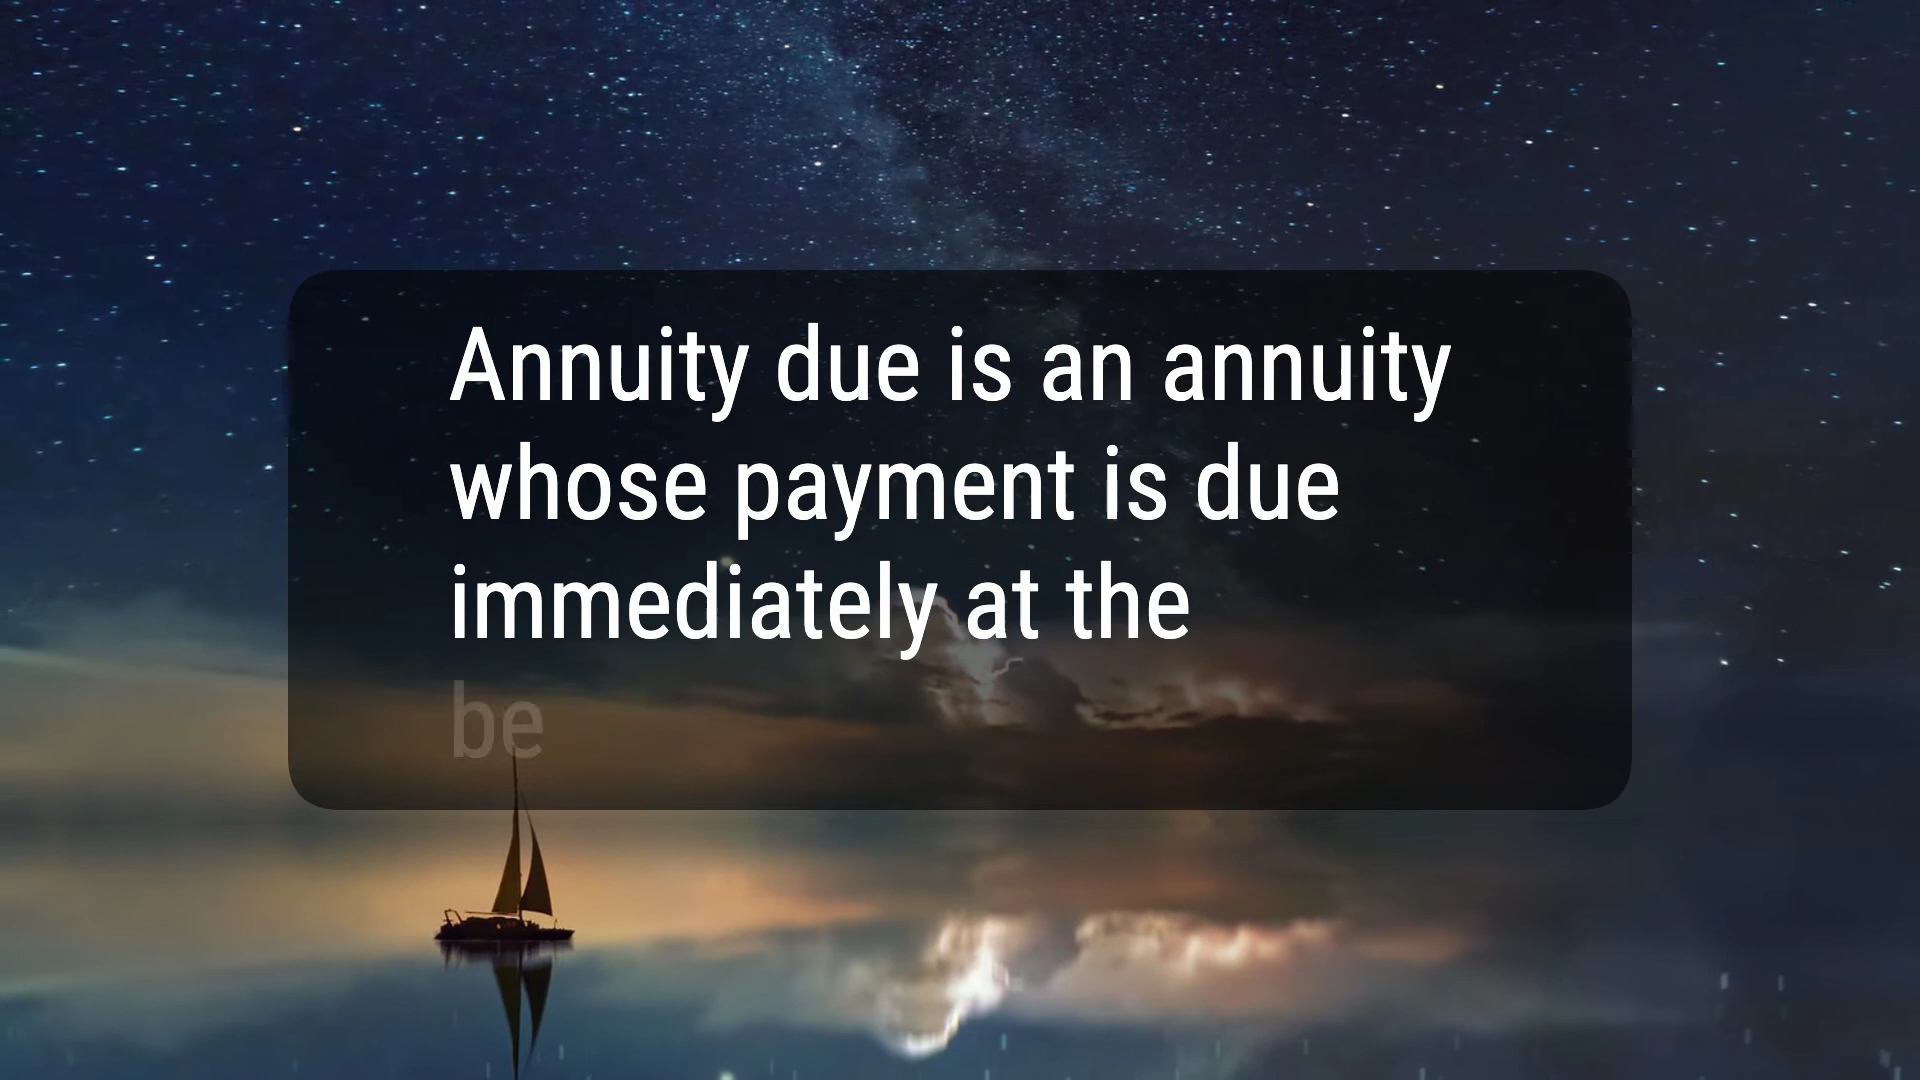 Annuity due is an annuity
whose payment is due
immediately at the
be